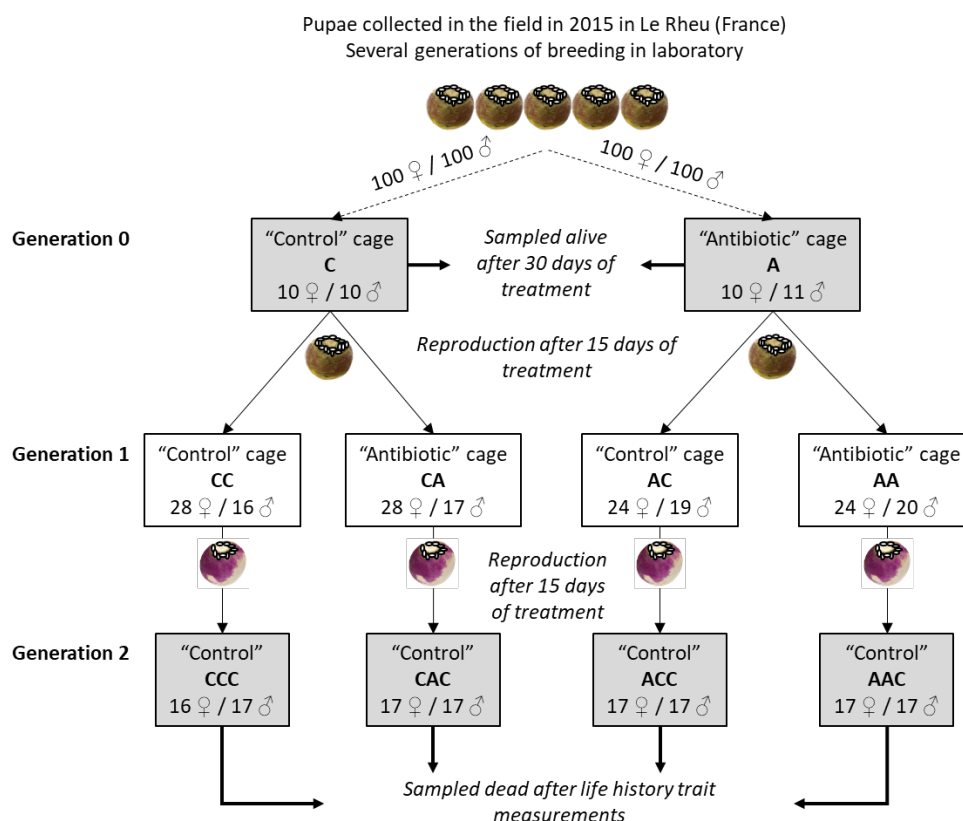 Pupae collected in the field in 2015 in Le Rheu (France)
Several generations of breeding in laboratory
100 ♀ / 100 ♂
100 ♀ / 100 ♂
Generation 0
“Control” cage
C
10 ♀ / 10 ♂
Sampled alive
after 30 days of
treatment
“Antibiotic” cage
A
10 ♀ / 11 ♂
Reproduction after 15 days of
treatment
Generation 1
“Control” cage
CC
28 ♀ / 16 ♂
“Antibiotic” cage
CA
28 ♀ / 17 ♂
“Control” cage
AC
24 ♀ / 19 ♂
“Antibiotic” cage
AA
24 ♀ / 20 ♂
Reproduction
after 15 days
of treatment
Generation 2
“Control”
CCC
16 ♀ / 17 ♂
“Control”
CAC
17 ♀ / 17 ♂
“Control”
ACC
17 ♀ / 17 ♂
“Control”
AAC
17 ♀ / 17 ♂
Sampled dead after life history trait
measurements